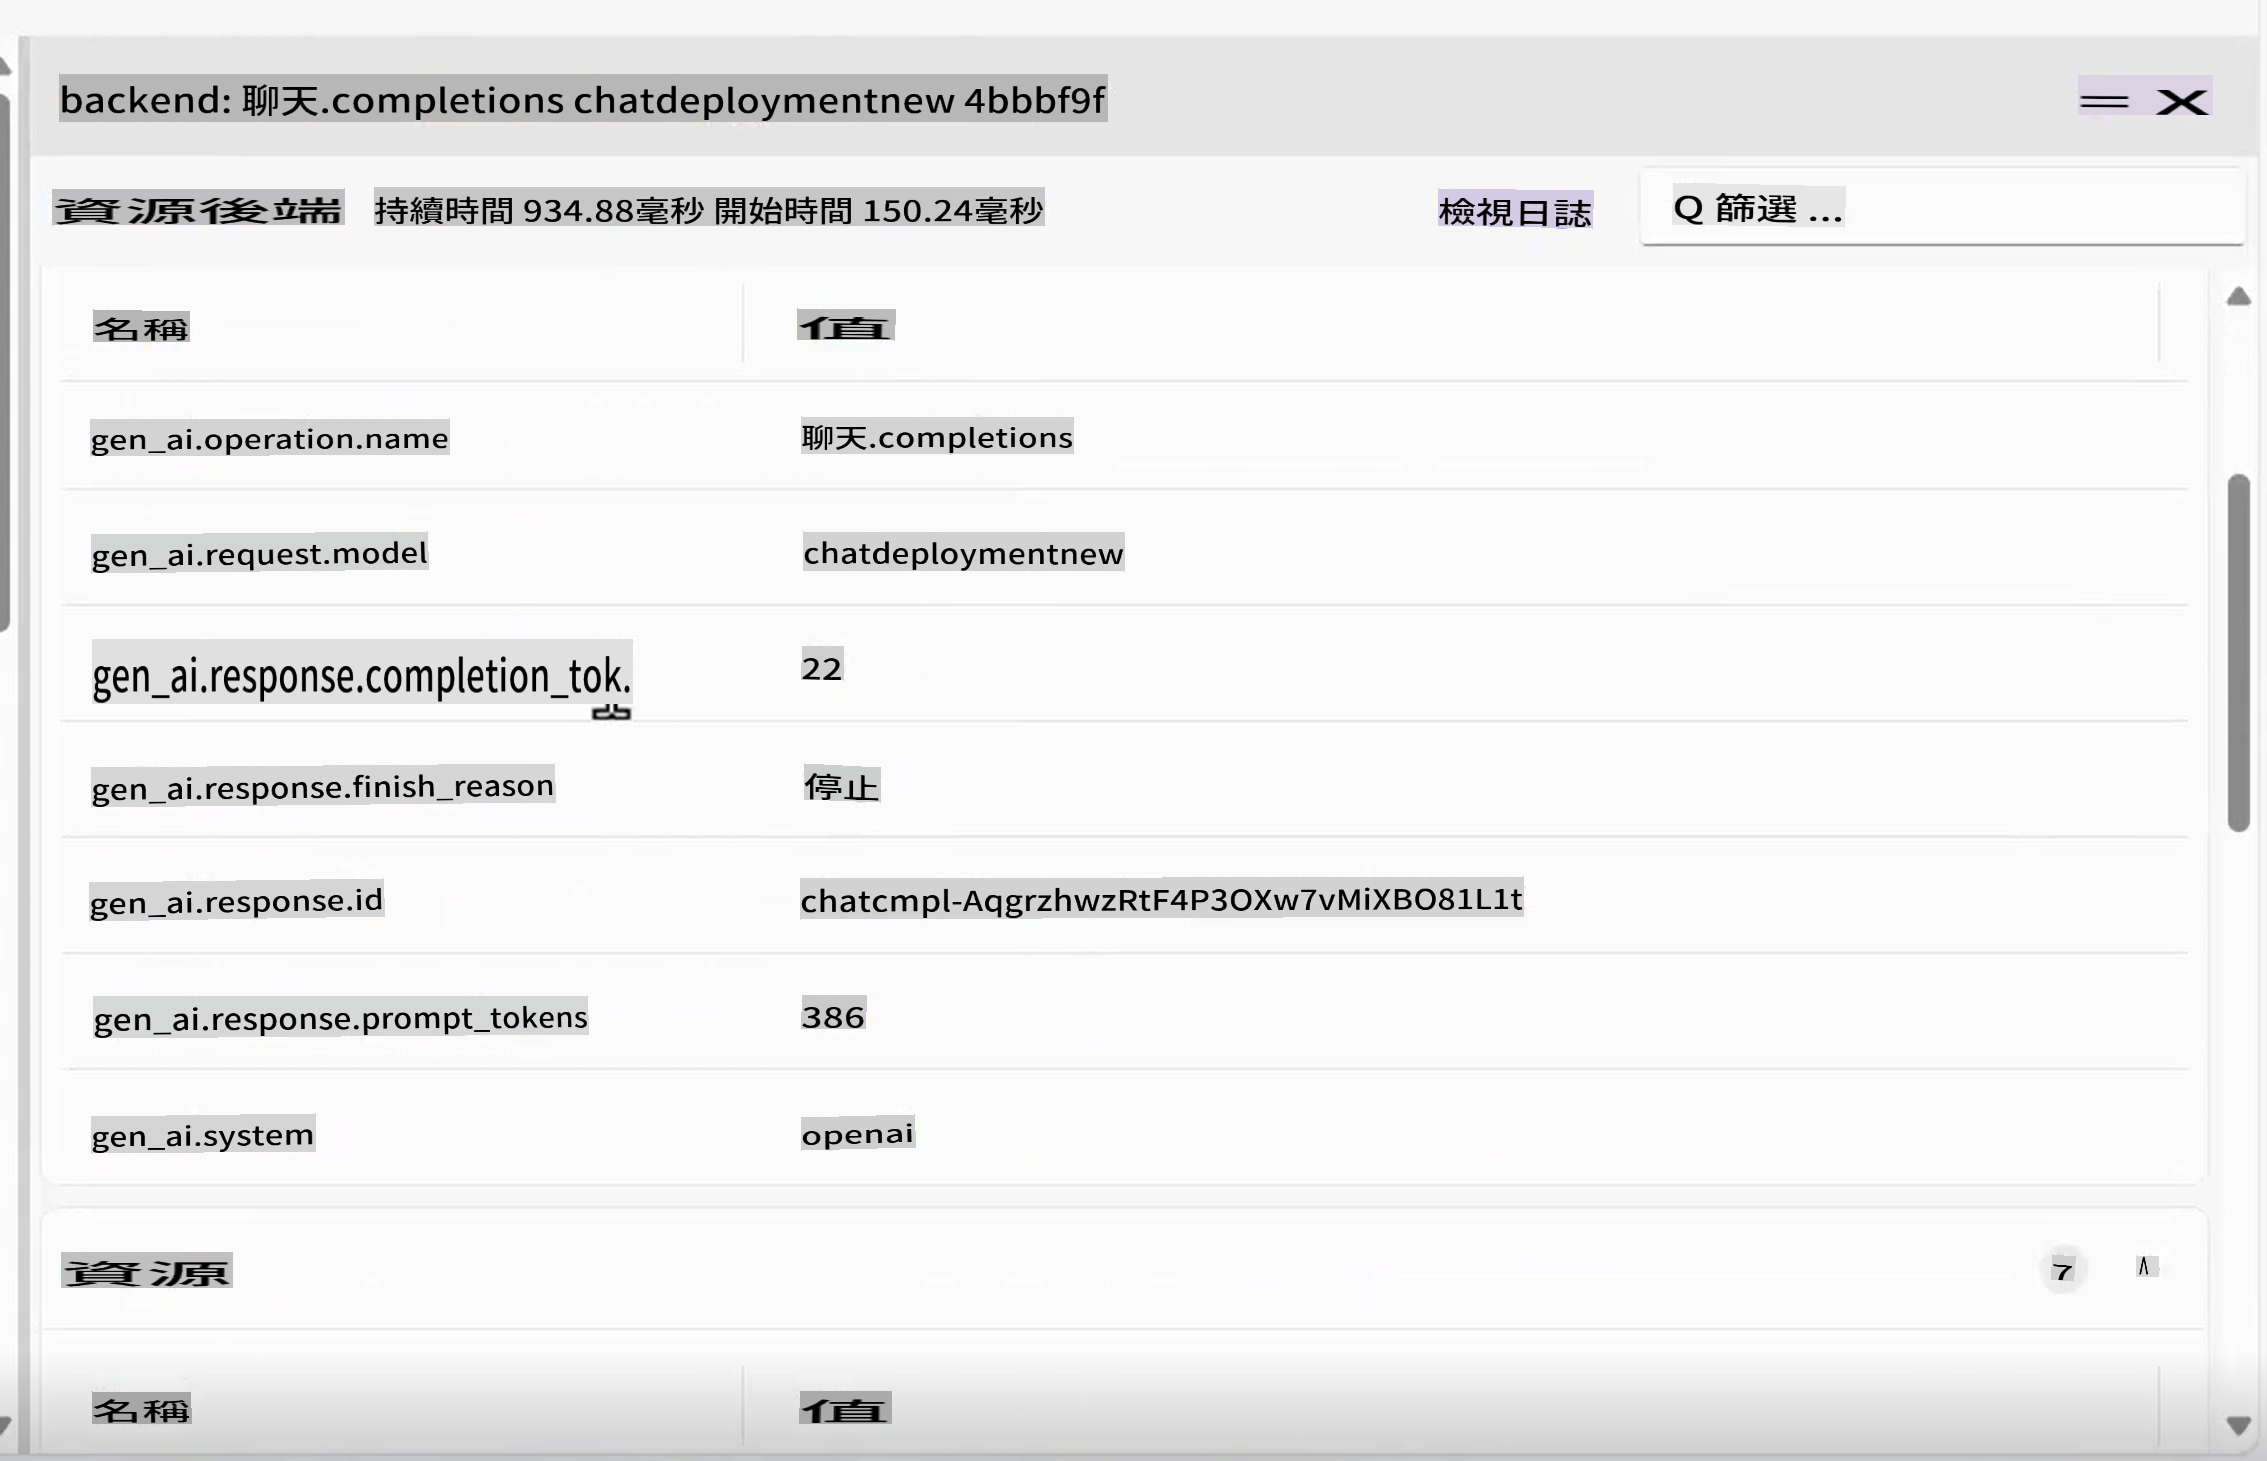 backend: 聊天.completions chatdeploymentnew 4bbbf9f
資源後端 持續時間 934.88毫秒 開始時間 150.24毫秒 檢視日誌 Q 篩選 ...
名稱 值
gen_ai.operation.name 聊天.completions
gen_ai.request.model chatdeploymentnew
gen_ai.response.completion_tok. 22
gen_ai.response.finish_reason 停止
gen_ai.response.id chatcmpl-AqgrzhwzRtF4P3OXw7vMiXBO81L1t
gen_ai.response.prompt_tokens 386
gen_ai.system openai
資源 7
名稱 值